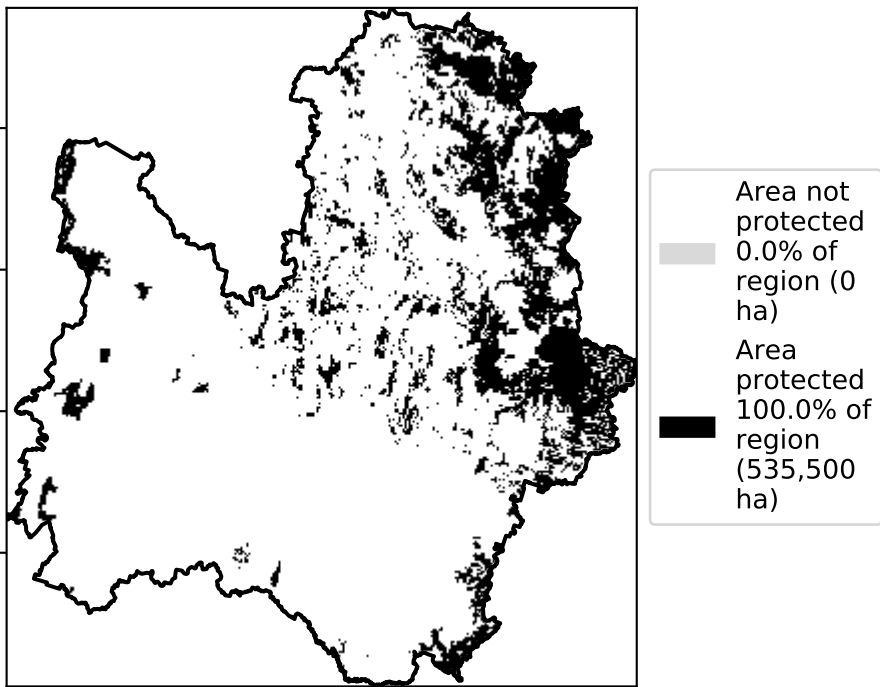 Area not
protected
0.0% of
region (0
ha)
Area
protected
100.0% of
region
(535,500
ha)